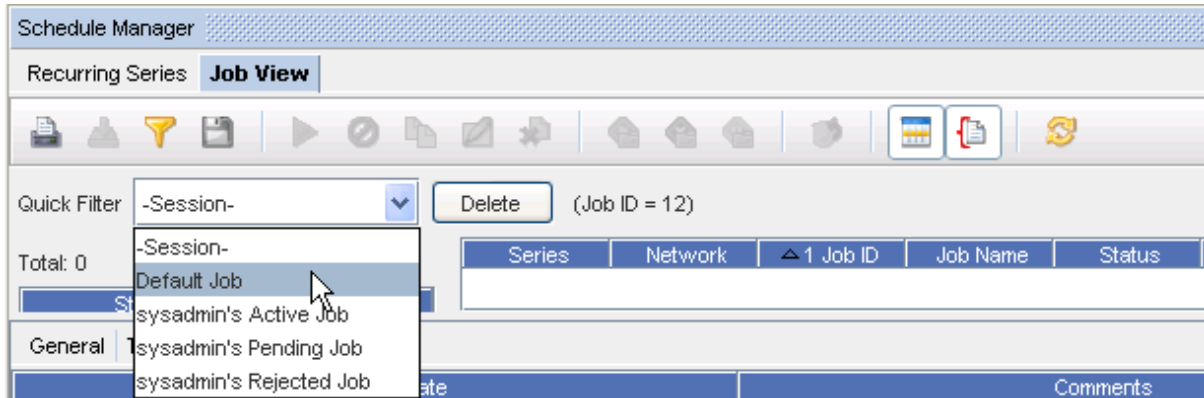 Schedule Manager
Recurring Series Job View
Quick Filter -Session- Delete (Job ID = 12)
-Session-
Total: 0 Series Network 1 Job ID Job Name Status
Default Job
sysadmin's Active Job
General sysadmin's Pending Job
sysadmin's Rejected Job Comments